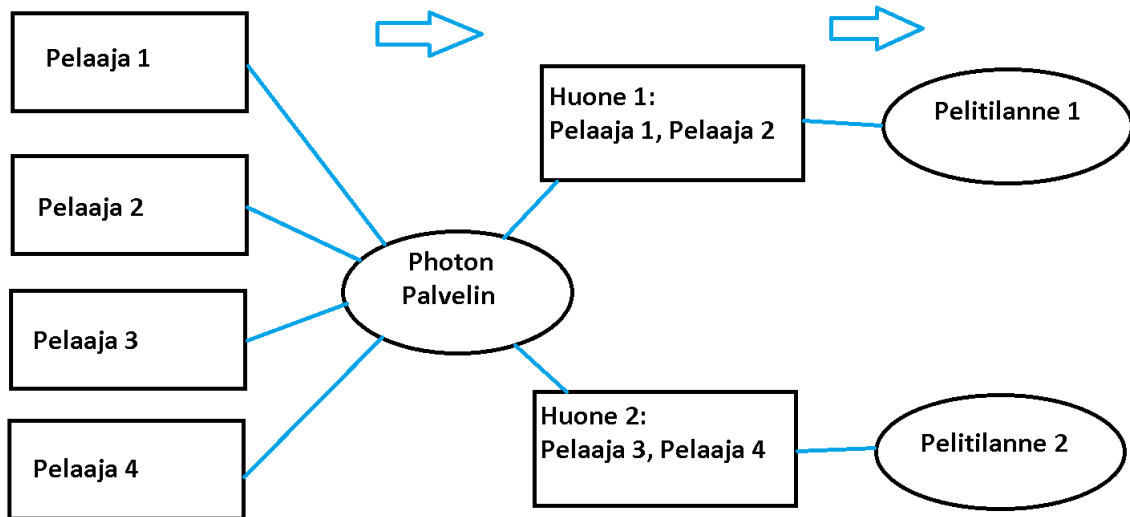 Pelaaja 1
Pelaaja 2
Pelaaja 3
Pelaaja 4
Photon
Palvelin
Huone 1:
Pelaaja 1, Pelaaja 2
Huone 2:
Pelaaja 3, Pelaaja 4
Pelitilanne 1
Pelitilanne 2